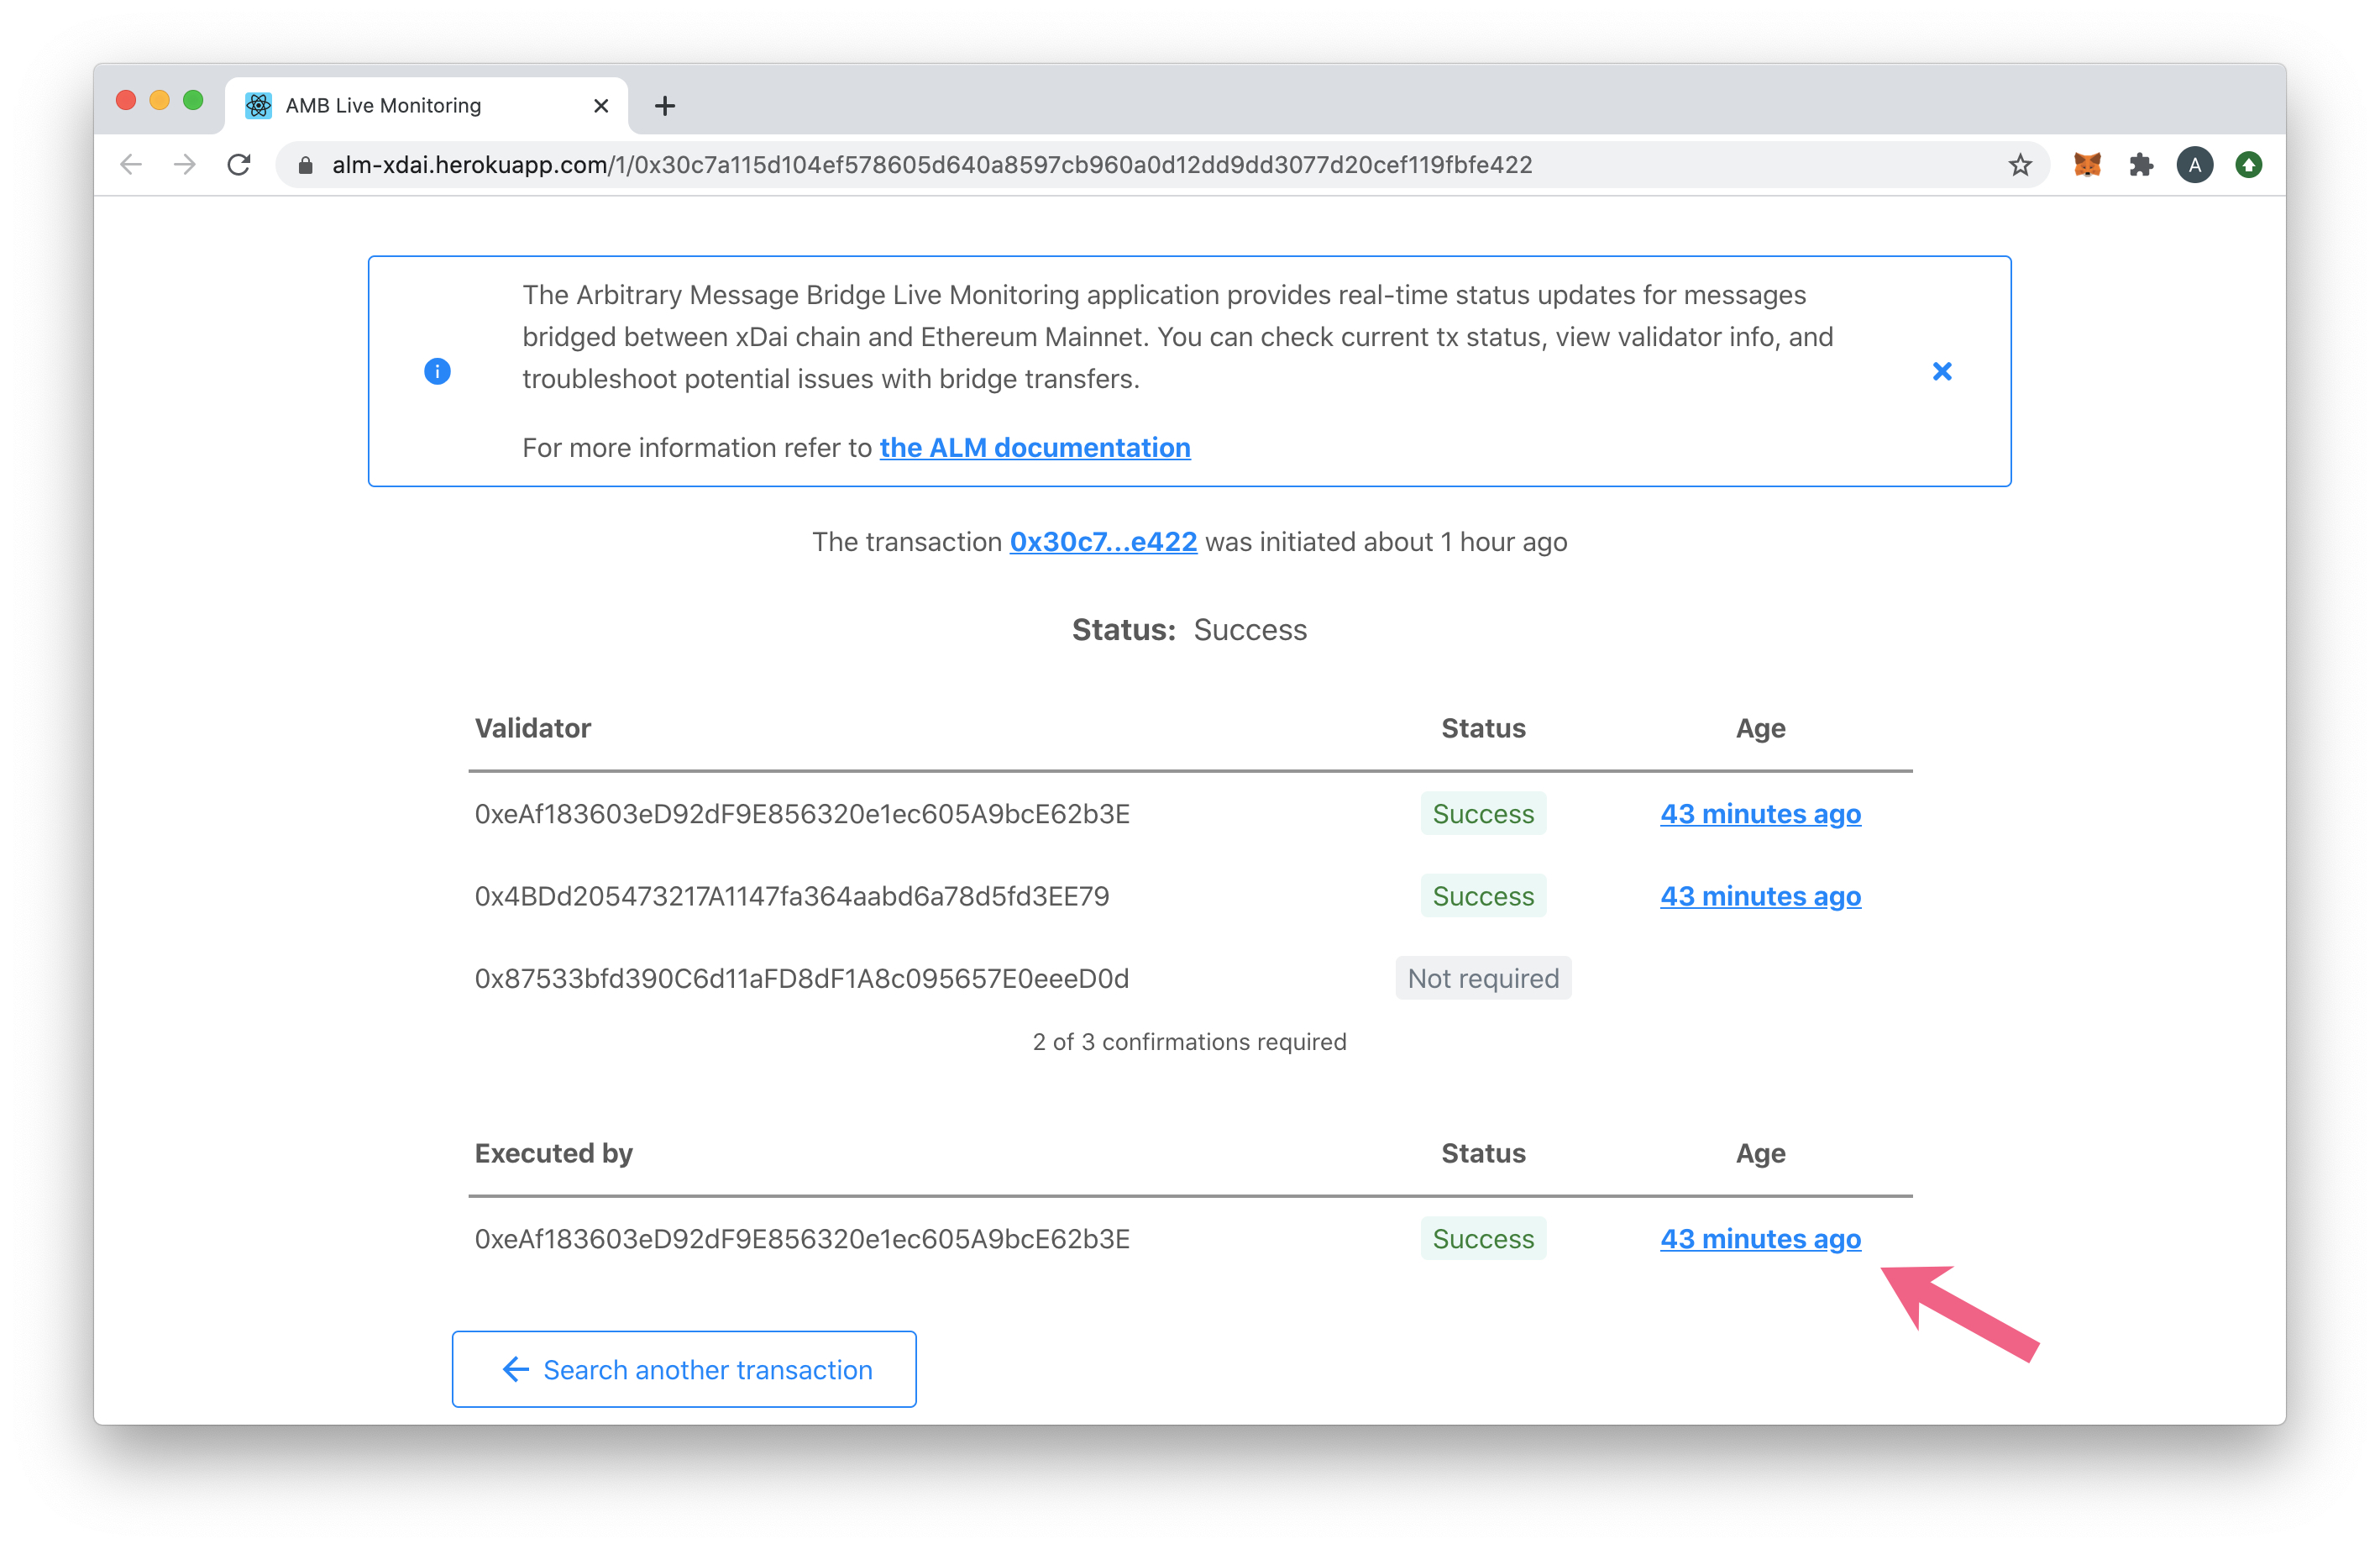 AMB Live Monitoring
alm-xdai.herokuapp.com/1/0x30c7a115d104ef578605d640a8597cb960a0d12dd9dd3077d20cef119fbfe422
A
The Arbitrary Message Bridge Live Monitoring application provides real-time status updates for messages
bridged between xDai chain and Ethereum Mainnet. You can check current tx status, view validator info, and
troubleshoot potential issues with bridge transfers.
For more information refer to the ALM documentation
The transaction 0x30c7...e422 was initiated about 1 hour ago
Status: Success
Validator Status Age
0xeAf183603eD92dF9E856320e1ec605A9bcE62b3E Success 43 minutes ago
0x4BDd205473217A1147fa364aabd6a78d5fd3EE79 Success 43 minutes ago
0x87533bfd390C6d11aFD8dF1A8c095657E0eeeD0d Not required
2 of 3 confirmations required
Executed by Status Age
0xeAf183603eD92dF9E856320e1ec605A9bcE62b3E Success 43 minutes ago
Search another transaction